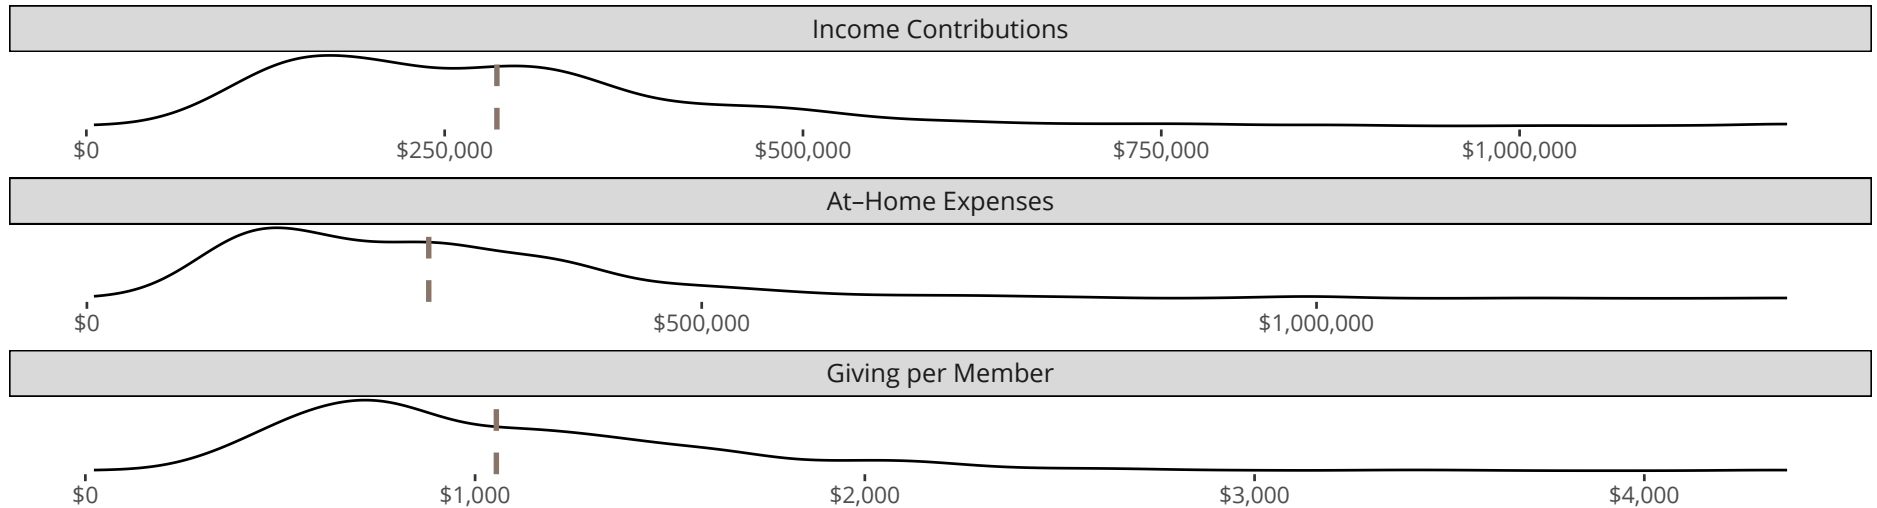 Income Contributions
$0 $250,000 $500,000 $750,000 $1,000,000
At–Home Expenses
$0 $500,000 $1,000,000
Giving per Member
$0 $1,000 $2,000 $3,000 $4,000